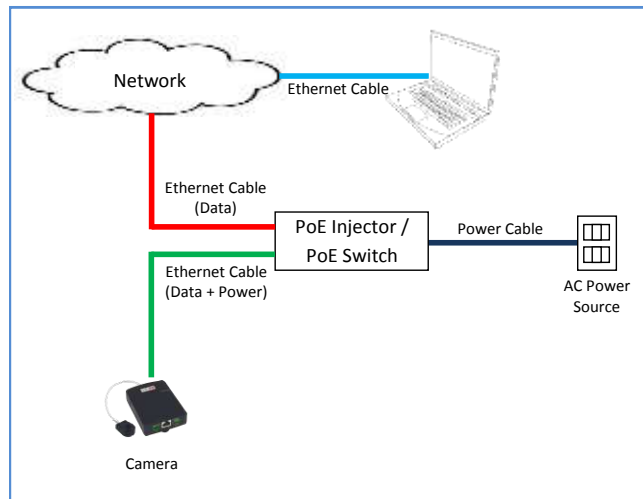 Network
Ethernet Cable
Ethernet Cable
(Data)
PoE Injector /
PoE Switch
Power Cable
Ethernet Cable
(Data + Power)
AC Power
Source
Camera